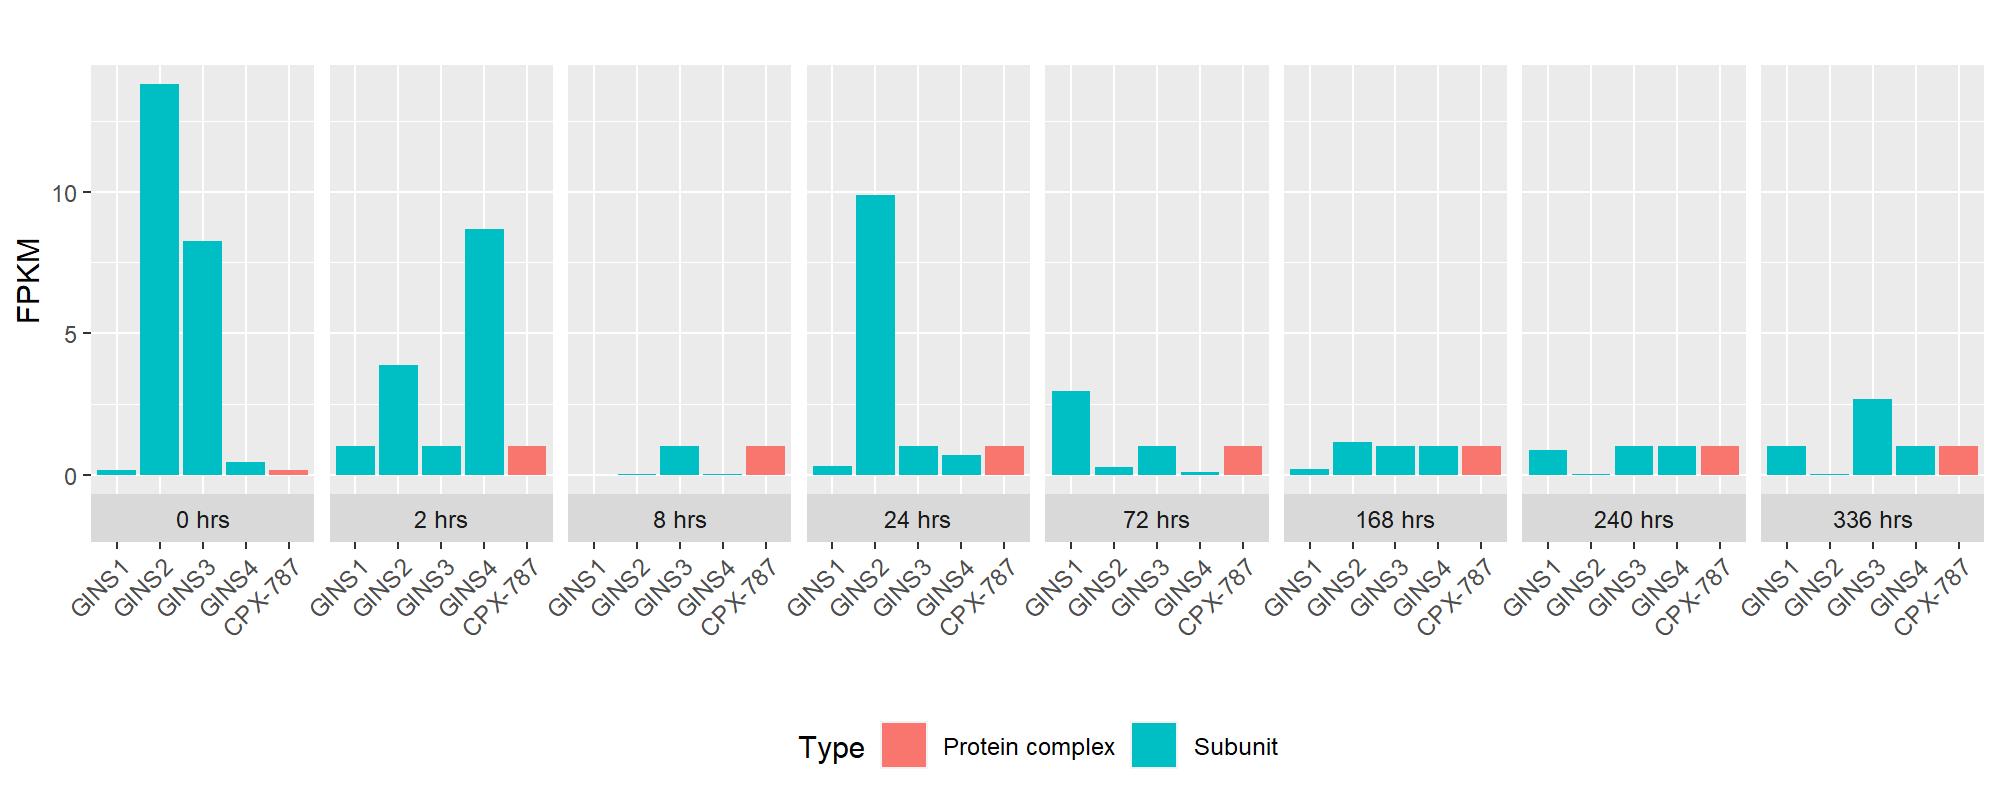 FPKM
10
5
0
0 hrs
2 hrs
8 hrs
24 hrs
72 hrs
168 hrs
240 hrs
336 hrs
GINS1 GINS2 GINS3 GINS4 CPX-787
GINS1 GINS2 GINS3 GINS4 CPX-787
GINS1 GINS2 GINS3 GINS4 CPX-787
GINS1 GINS2 GINS3 GINS4 CPX-787
GINS1 GINS2 GINS3 GINS4 CPX-787
GINS1 GINS2 GINS3 GINS4 CPX-787
GINS1 GINS2 GINS3 GINS4 CPX-787
GINS1 GINS2 GINS3 GINS4 CPX-787
Type Protein complex Subunit